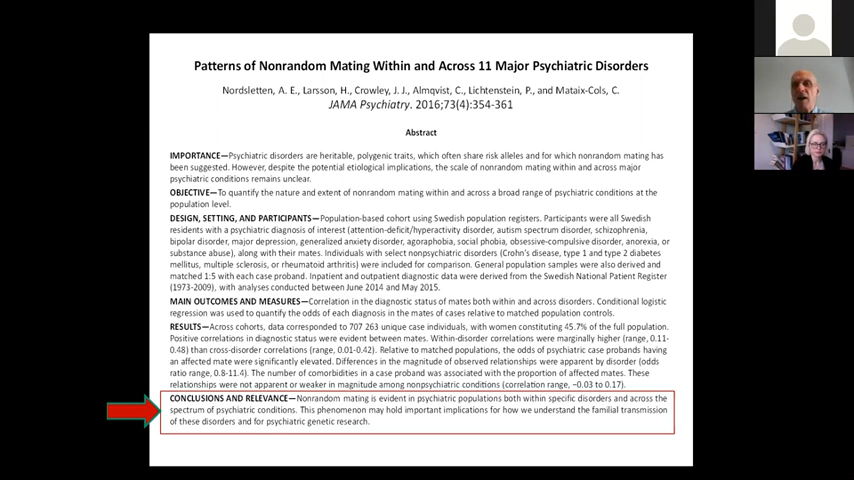 Patterns of Nonrandom Mating Within and Across 11 Major Psychiatric Disorders
Nordsletten, A. E., Larsson, H., Crowley, J. J., Almqvist, C., Lichtenstein, P., and Mataix-Cols, C.
JAMA Psychiatry. 2016;73(4):354-361
Abstract
IMPORTANCE—Psychiatric disorders are heritable, polygenic traits, which often share risk alleles and for which nonrandom mating has
been suggested. However, despite the potential etiological implications, the scale of nonrandom mating within and across major
psychiatric conditions remains unclear.
OBJECTIVE—To quantify the nature and extent of nonrandom mating within and across a broad range of psychiatric conditions at the
population level.
DESIGN, SETTING, AND PARTICIPANTS—Population-based cohort using Swedish population registers. Participants were all Swedish
residents with a psychiatric diagnosis of interest (attention-deficit/hyperactivity disorder, autism spectrum disorder, schizophrenia,
bipolar disorder, major depression, generalized anxiety disorder, agoraphobia, social phobia, obsessive-compulsive disorder, anorexia, or
substance abuse), along with their mates. Individuals with select nonpsychiatric disorders (Crohn's disease, type 1 and type 2 diabetes
mellitus, multiple sclerosis, or rheumatoid arthritis) were included for comparison. General population samples were also derived and
matched 1:5 with each case proband. Inpatient and outpatient diagnostic data were derived from the Swedish National Patient Register
(1973-2009), with analyses conducted between June 2014 and May 2015.
MAIN OUTCOMES AND MEASURES—Correlation in the diagnostic status of mates both within and across disorders. Conditional logistic
regression was used to quantify the odds of each diagnosis in the mates of cases relative to matched population controls.
RESULTS—Across cohorts, data corresponded to 707 263 unique case individuals, with women constituting 45.7% of the full population.
Positive correlations in diagnostic status were evident between mates. Within-disorder correlations were marginally higher (range, 0.11-
0.48) than cross-disorder correlations (range, 0.01-0.42). Relative to matched populations, the odds of psychiatric case probands having
an affected mate were significantly elevated. Differences in the magnitude of observed relationships were apparent by disorder (odds
ratio range, 0.8-11.4). The number of comorbidities in a case proband was associated with the proportion of affected mates. These
relationships were not apparent or weaker in magnitude among nonpsychiatric conditions (correlation range, −0.03 to 0.17).
CONCLUSIONS AND RELEVANCE—Nonrandom mating is evident in psychiatric populations both within specific disorders and across the
spectrum of psychiatric conditions. This phenomenon may hold important implications for how we understand the familial transmission
of these disorders and for psychiatric genetic research.